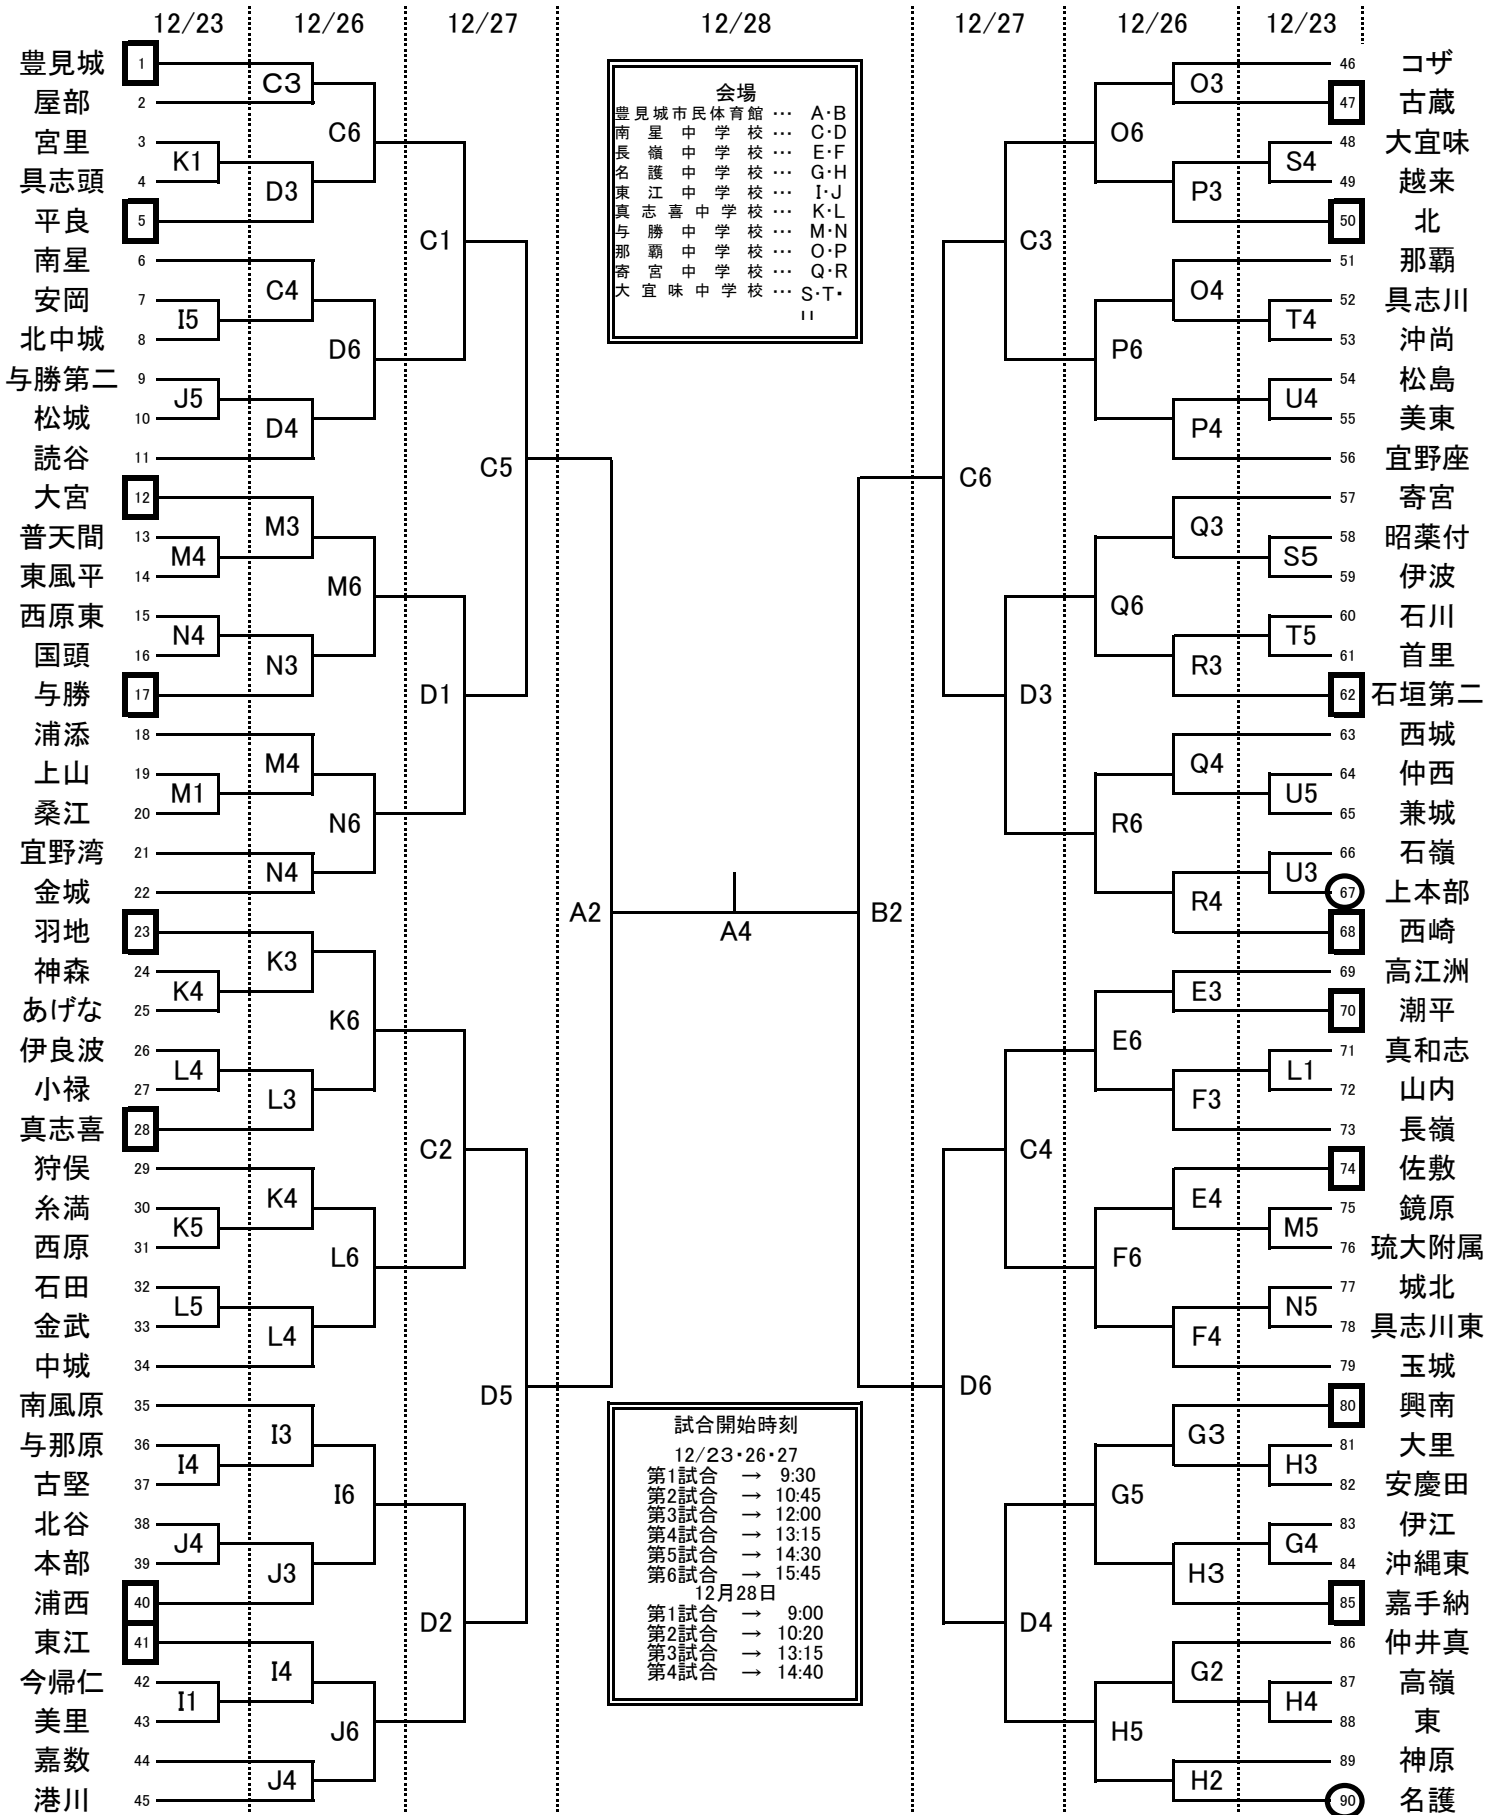 12/23 12/26 12/27 12/28 12/27 12/26 12/23
豊見城 1
屋部 2
宮里 3
具志頭 4
平良 5
南星 6
安岡 7
北中城 8
与勝第二 9
松城 10
読谷 11
大宮 12
普天間 13
東風平 14
西原東 15
国頭 16
与勝 17
浦添 18
上山 19
桑江 20
宜野湾 21
金城 22
羽地 23
神森 24
あげな 25
伊良波 26
小禄 27
真志喜 28
狩俣 29
糸満 30
西原 31
石田 32
金武 33
中城 34
南風原 35
与那原 36
古堅 37
北谷 38
本部 39
浦西 40
東江 41
今帰仁 42
美里 43
嘉数 44
港川 45
K1
I5
J5
M4
N4
M1
K4
L4
K5
L5
I4
J4
I1
C3
D3
C4
D4
M3
N3
M4
N4
K3
L3
K4
L4
I3
J3
I4
J4
C6
D6
M6
N6
K6
L6
I6
J6
C1
D1
C2
D2
C5
D5
A2
会場
豊見城市民体育館 … A・B
南星中学校 … C・D
長嶺中学校 … E・F
名護中学校 … G・H
東江中学校 … I・J
真志喜中学校 … K・L
与勝中学校 … M・N
那覇中学校 … O・P
寄宮中学校 … Q・R
大宜味中学校 … S・T・
A4
試合開始時刻
12/23・26・27
第1試合 → 9:30
第2試合 → 10:45
第3試合 → 12:00
第4試合 → 13:15
第5試合 → 14:30
第6試合 → 15:45
12月28日
第1試合 → 9:00
第2試合 → 10:20
第3試合 → 13:15
第4試合 → 14:40
B2
C6
D6
C3
D3
C4
D4
O6
P6
Q6
R6
E6
F6
G5
H5
O3
P3
O4
P4
Q3
R3
Q4
R4
E3
F3
E4
F4
G3
H3
G2
H2
S4
T4
U4
S5
T5
U5
U3
L1
M5
N5
H3
G4
H4
46 コザ
47 古蔵
48 大宜味
49 越来
50 北
51 那覇
52 具志川
53 沖尚
54 松島
55 美東
56 宜野座
57 寄宮
58 昭薬付
59 伊波
60 石川
61 首里
62 石垣第二
63 西城
64 仲西
65 兼城
66 石嶺
67 上本部
68 西崎
69 高江洲
70 潮平
71 真和志
72 山内
73 長嶺
74 佐敷
75 鏡原
76 琉大附属
77 城北
78 具志川東
79 玉城
80 興南
81 大里
82 安慶田
83 伊江
84 沖縄東
85 嘉手納
86 仲井真
87 高嶺
88 東
89 神原
90 名護